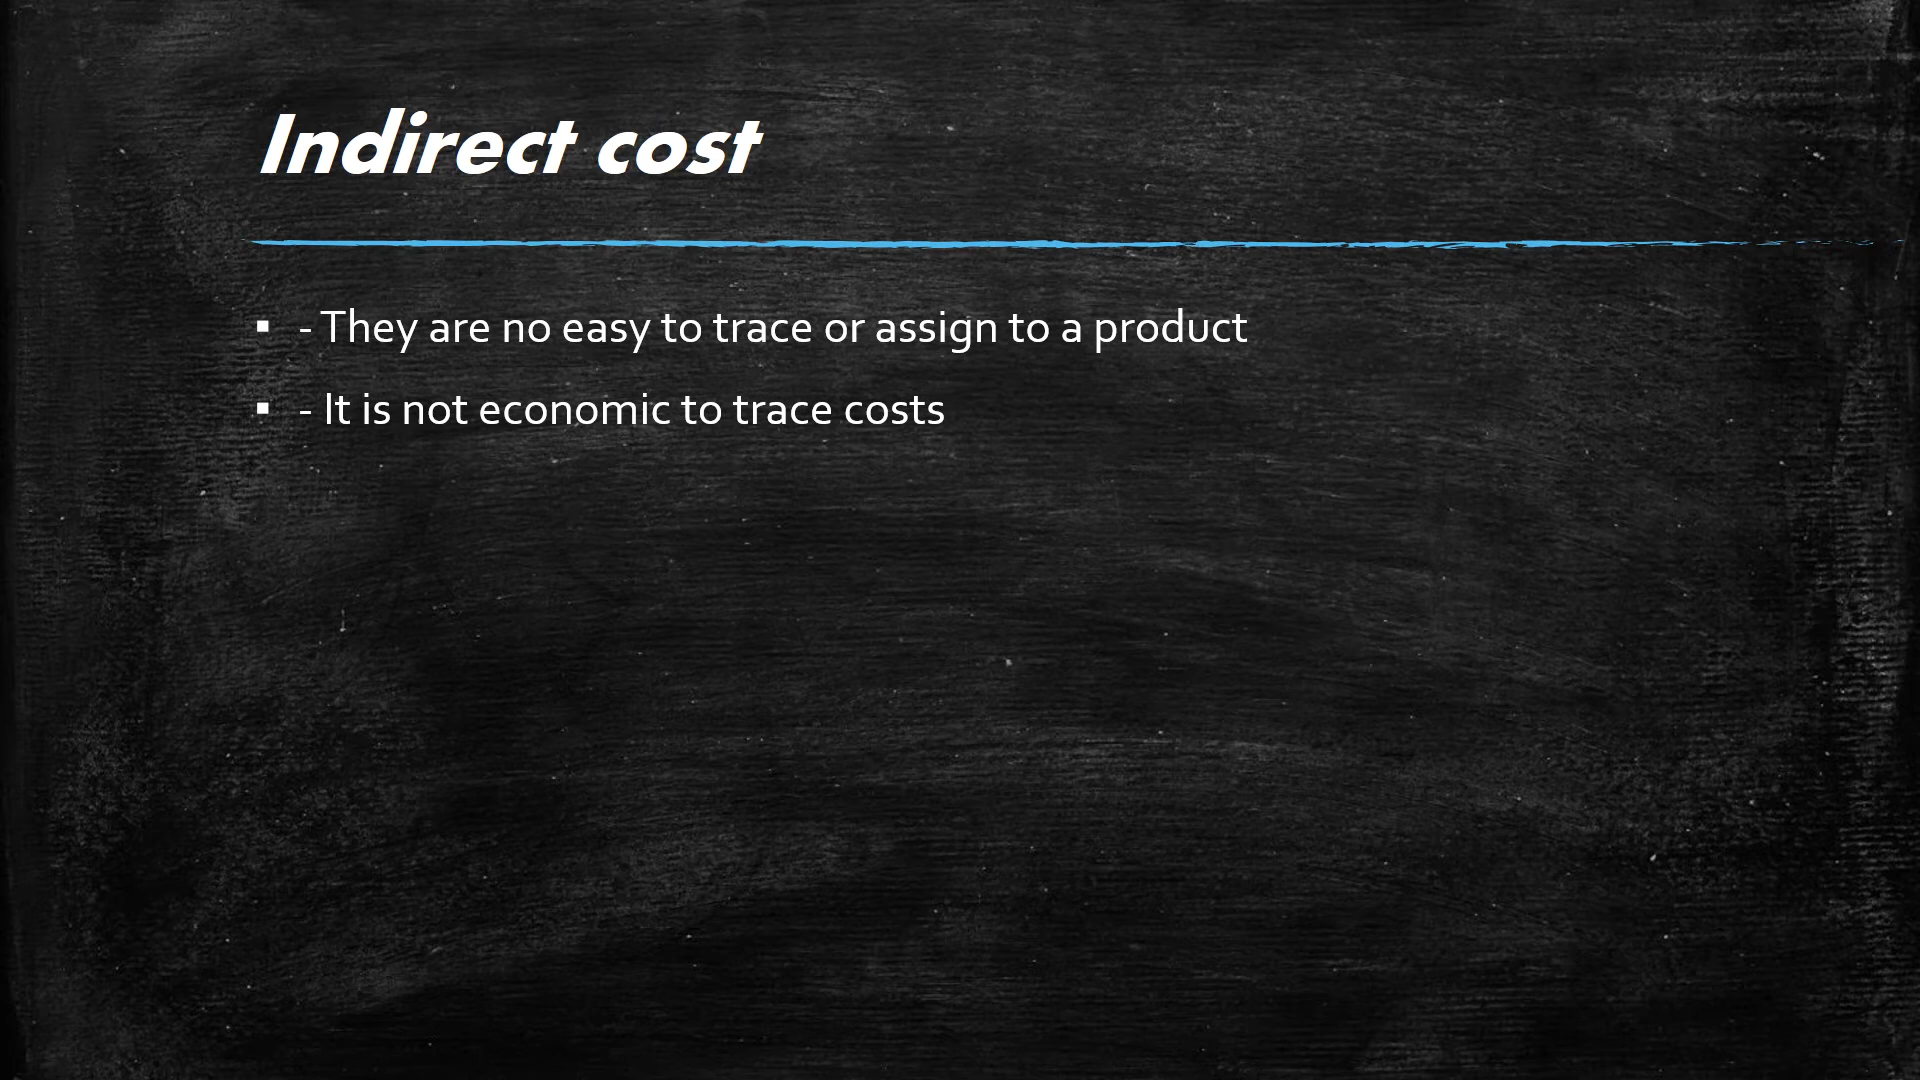 Indirect cost
▪ - They are no easy to trace or assign to a product
▪ - It is not economic to trace costs